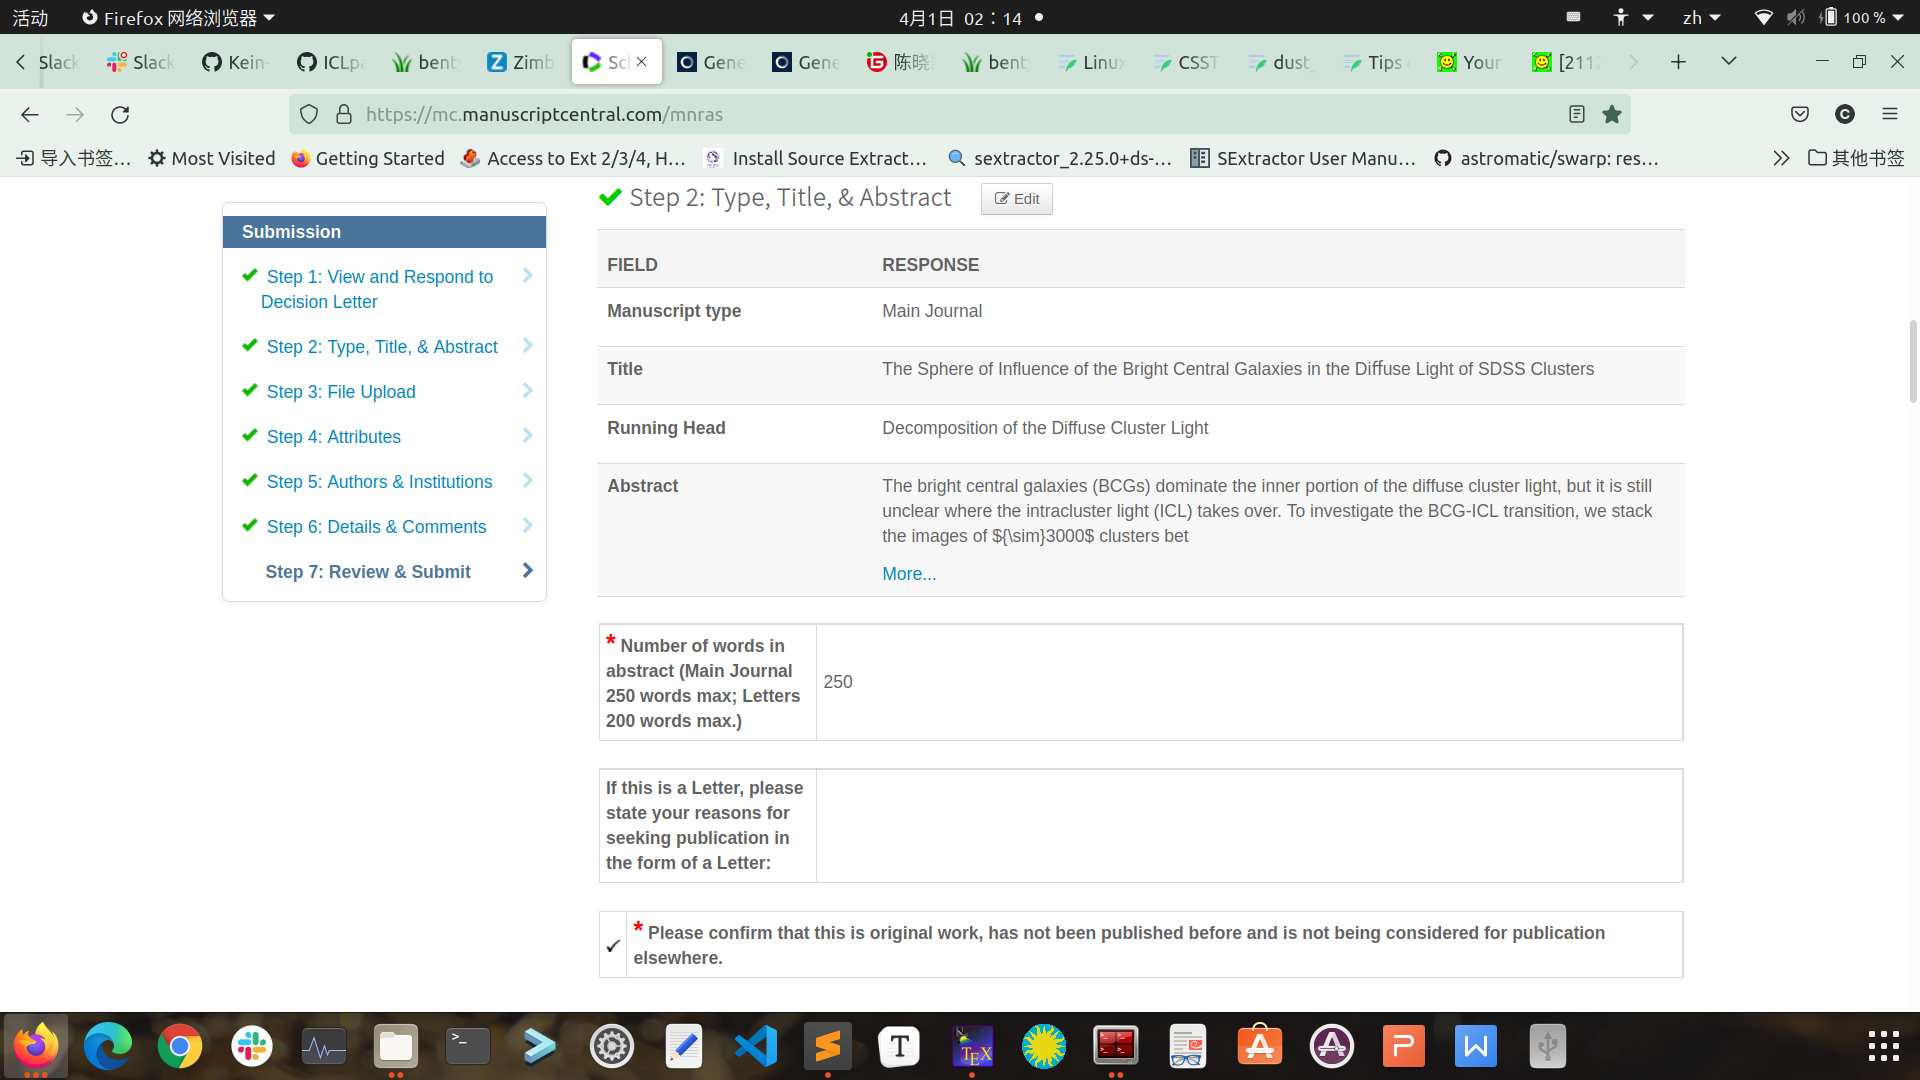 活动
Firefox 网络浏览器
4月1日 02：14
zh
100 %
Slack
Slack
Kein-
ICLpa
bent
Zimb
Sc
Gene
Gene
陈晓
bent
Linux
CSST
dust_
Tips
Your
[2112
https://mc.manuscriptcentral.com/mnras
导入书签…
Most Visited
Getting Started
Access to Ext 2/3/4, H…
Install Source Extract…
sextractor_2.25.0+ds-…
SExtractor User Manu…
astromatic/swarp: res…
其他书签
Submission
Step 1: View and Respond to
Decision Letter
Step 2: Type, Title, & Abstract
Step 3: File Upload
Step 4: Attributes
Step 5: Authors & Institutions
Step 6: Details & Comments
Step 7: Review & Submit
Step 2: Type, Title, & Abstract
Edit
FIELD RESPONSE
Manuscript type Main Journal
Title The Sphere of Influence of the Bright Central Galaxies in the Diffuse Light of SDSS Clusters
Running Head Decomposition of the Diffuse Cluster Light
Abstract The bright central galaxies (BCGs) dominate the inner portion of the diffuse cluster light, but it is still
unclear where the intracluster light (ICL) takes over. To investigate the BCG-ICL transition, we stack
the images of ${\sim}3000$ clusters bet
More...
* Number of words in
abstract (Main Journal
250 words max; Letters
200 words max.)
250
If this is a Letter, please
state your reasons for
seeking publication in
the form of a Letter:
* Please confirm that this is original work, has not been published before and is not being considered for publication
elsewhere.